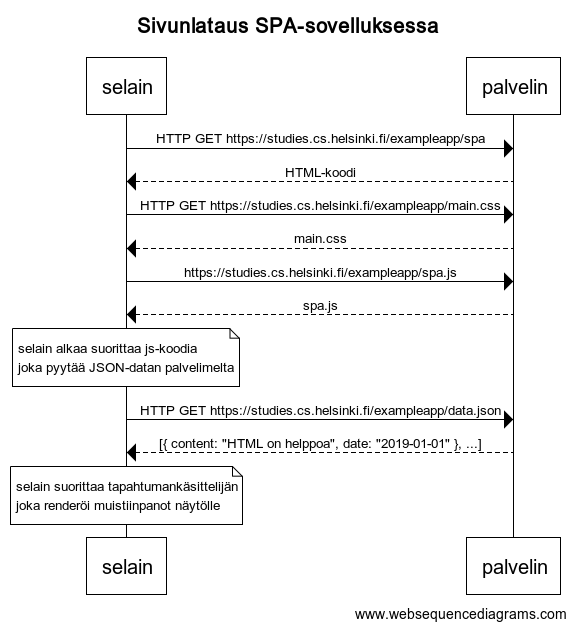 Sivunlataus SPA-sovelluksessa
selain
palvelin
HTTP GET https://studies.cs.helsinki.fi/exampleapp/spa
HTML-koodi
HTTP GET https://studies.cs.helsinki.fi/exampleapp/main.css
main.css
https://studies.cs.helsinki.fi/exampleapp/spa.js
spa.js
selain alkaa suorittaa js-koodia
joka pyytää JSON-datan palvelimelta
HTTP GET https://studies.cs.helsinki.fi/exampleapp/data.json
[{ content: "HTML on helppoa", date: "2019-01-01" }, ...]
selain suorittaa tapahtumankäsittelijän
joka renderöi muistiinpanot näytölle
selain
palvelin
www.websequencediagrams.com